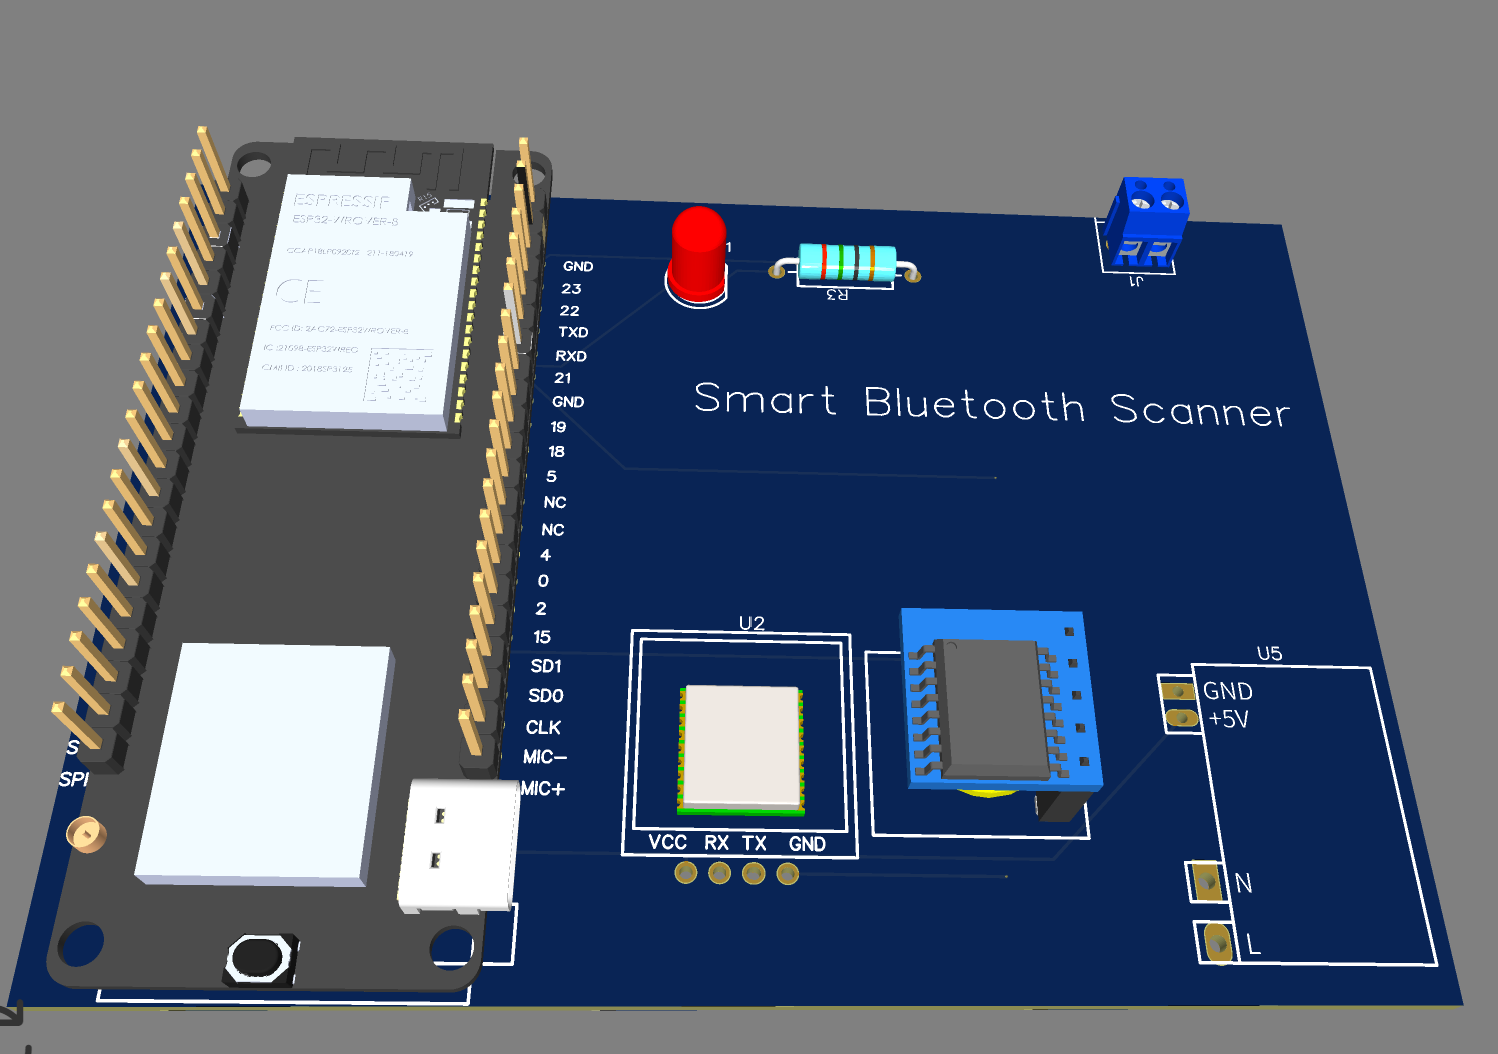 ESPRESSIF
CE
1
R3
J1
GND
23
22
TXD
RXD
21
GND
19
18
5
NC
NC
4
0
2
15
SD1
SD0
CLK
MIC-
MIC+
Smart Bluetooth Scanner
U2
VCC RX TX GND
U5
GND
+5V
N
L
S
SPI